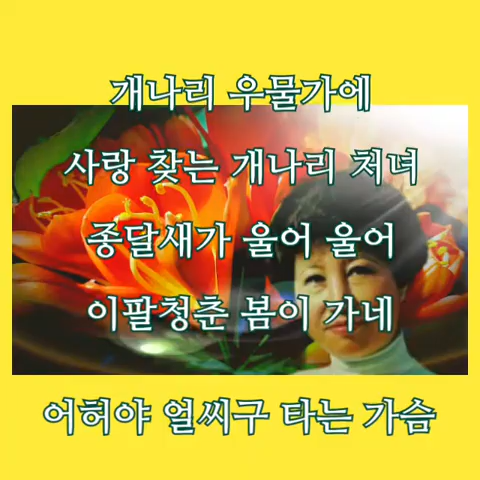 개나리 우물가에
사랑 찾는 개나리 처녀
종달새가 울어 울어
이팔청춘 봄이 가네
어허야 얼씨구 타는 가슴